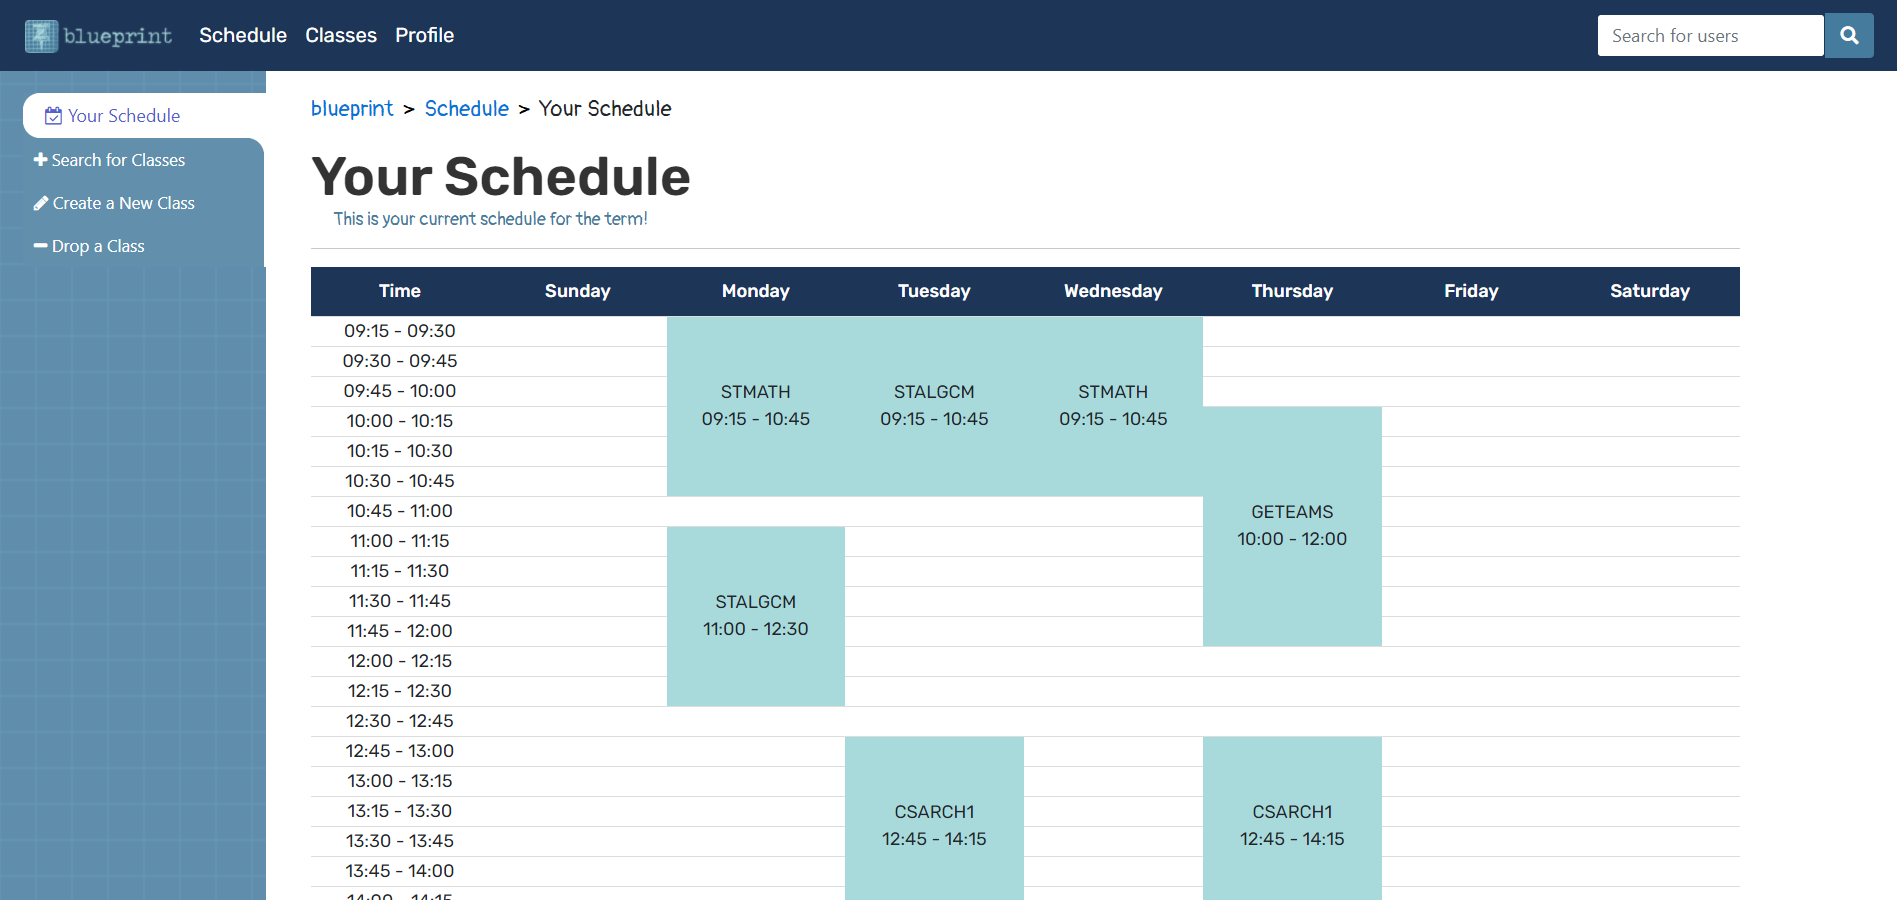 blueprint Schedule Classes Profile Search for users
Your Schedule
Search for Classes
Create a New Class
Drop a Class
blueprint > Schedule > Your Schedule
Your Schedule
This is your current schedule for the term!
Time Sunday Monday Tuesday Wednesday Thursday Friday Saturday
09:15 - 09:30
09:30 - 09:45
09:45 - 10:00
10:00 - 10:15
10:15 - 10:30
10:30 - 10:45
10:45 - 11:00
11:00 - 11:15
11:15 - 11:30
11:30 - 11:45
11:45 - 12:00
12:00 - 12:15
12:15 - 12:30
12:30 - 12:45
12:45 - 13:00
13:00 - 13:15
13:15 - 13:30
13:30 - 13:45
13:45 - 14:00
14:00 - 14:15
STMATH
09:15 - 10:45
STALGCM
11:00 - 12:30
STALGCM
09:15 - 10:45
CSARCH1
12:45 - 14:15
STMATH
09:15 - 10:45
GETEAMS
10:00 - 12:00
CSARCH1
12:45 - 14:15